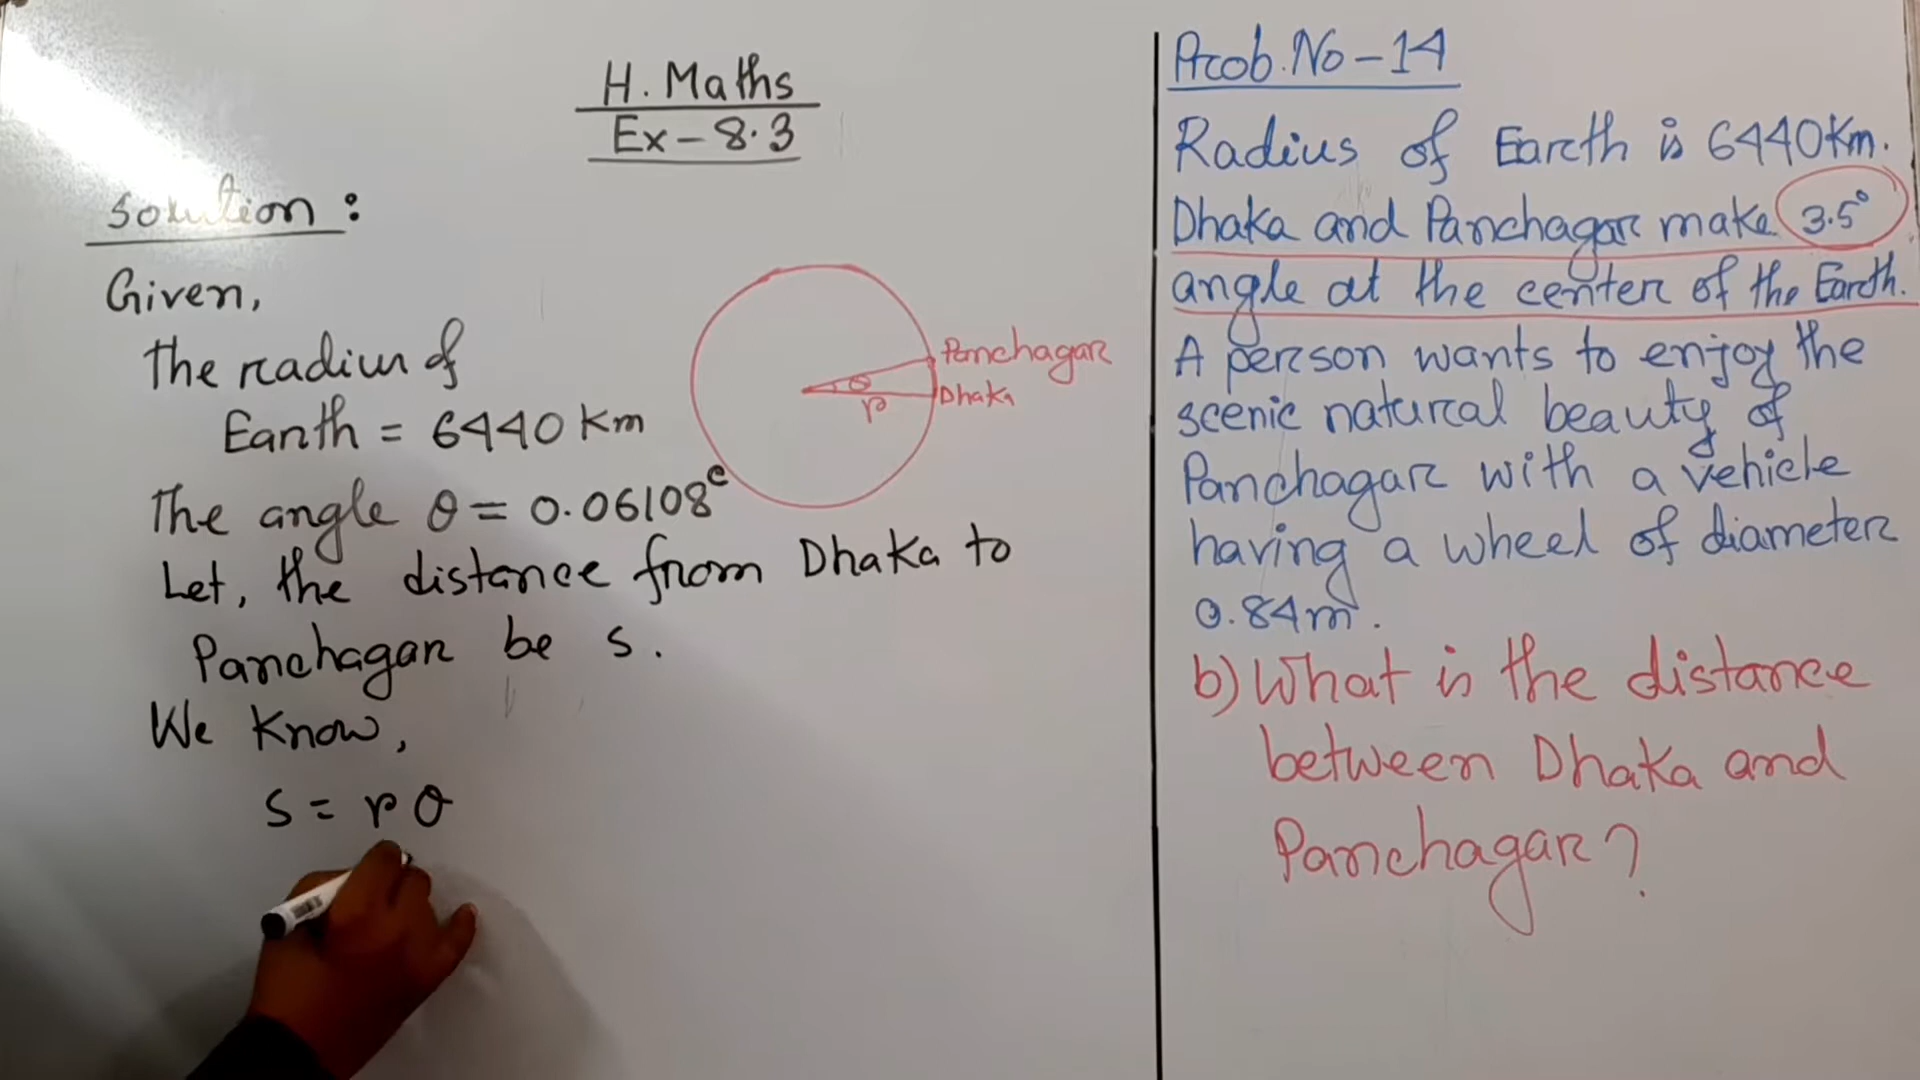 H. Maths
Ex - 8.3
Solution :
Given,
The radius of
Earth = 6440 Km
The angle θ = 0.06108ᶜ
Let, the distance from Dhaka to
Panchagar be s.
We Know,
s = rθ
Panchagar
θ
r
Dhaka
Prob. No - 14
Radius of Earth is 6440 Km.
Dhaka and Panchagar make 3.5°
angle at the center of the Earth.
A person wants to enjoy the
scenic natural beauty of
Panchagar with a vehicle
having a wheel of diameter
0.84m.
b) What is the distance
between Dhaka and
Panchagar?